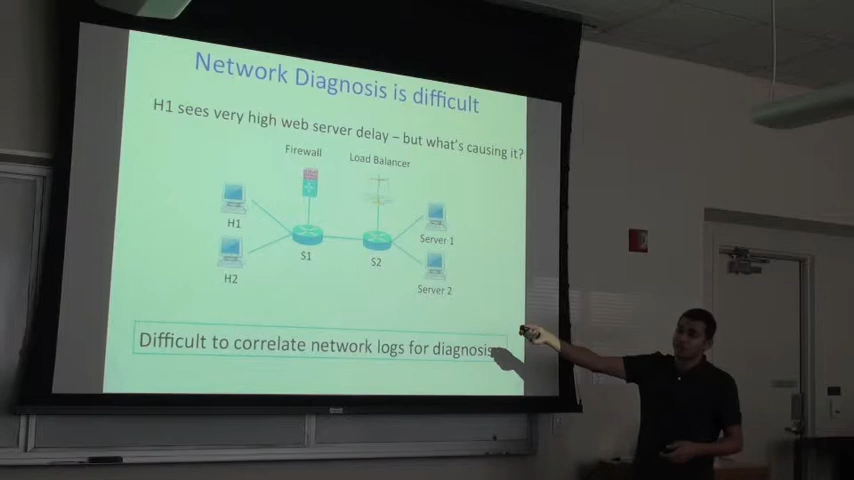 Network Diagnosis is difficult
H1 sees very high web server delay – but what's causing it?
Firewall
Load Balancer
H1
Server 1
S1
S2
H2
Server 2
Difficult to correlate network logs for diagnosis